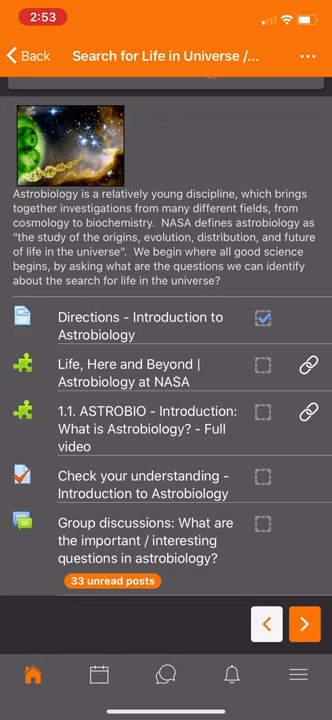 2:53
Back
Search for Life in Universe /...
Astrobiology is a relatively young discipline, which brings
together investigations from many different fields, from
cosmology to biochemistry. NASA defines astrobiology as
"the study of the origins, evolution, distribution, and future
of life in the universe". We begin where all good science
begins, by asking what are the questions we can identify
about the search for life in the universe?
Directions - Introduction to
Astrobiology
Life, Here and Beyond |
Astrobiology at NASA
1.1. ASTROBIO - Introduction:
What is Astrobiology? - Full
video
Check your understanding -
Introduction to Astrobiology
Group discussions: What are
the important / interesting
questions in astrobiology?
33 unread posts